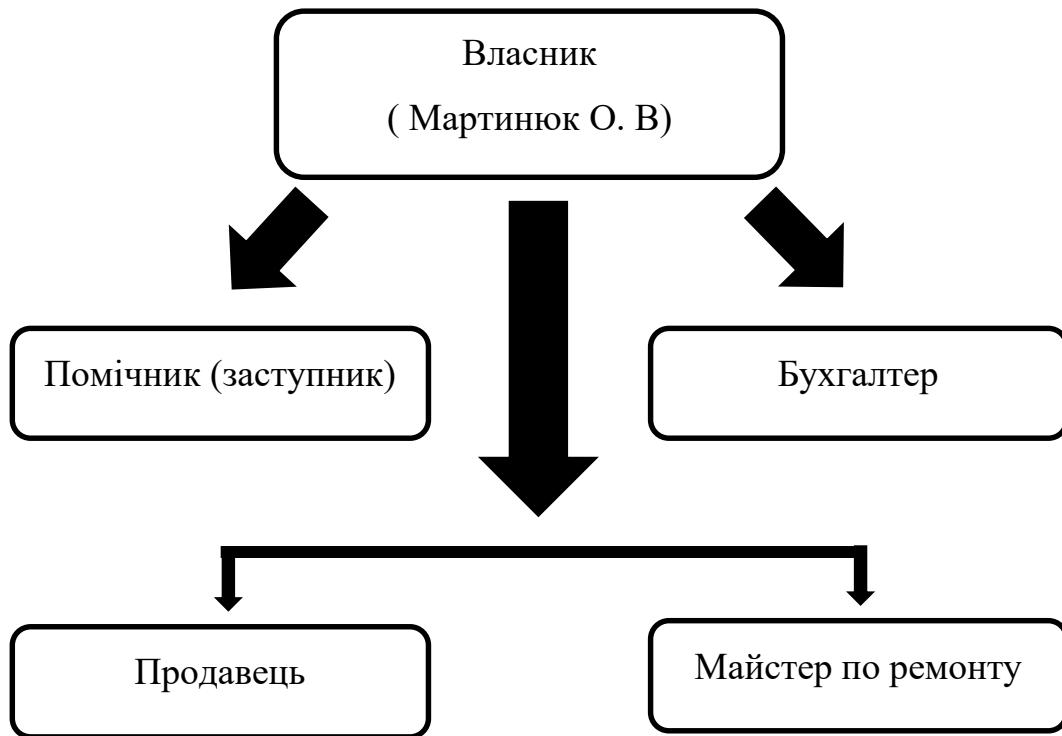 Власник
( Мартинюк О. В)
Помічник (заступник)
Бухгалтер
Продавець
Майстер по ремонту